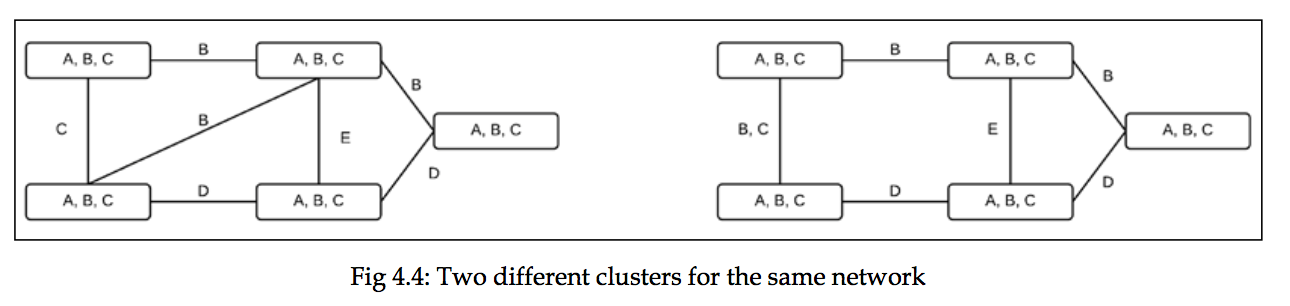 A, B, C B A, B, C
B
C B E A, B, C
D
A, B, C D A, B, C
A, B, C B A, B, C
B
B, C E A, B, C
D
A, B, C D A, B, C
Fig 4.4: Two different clusters for the same network